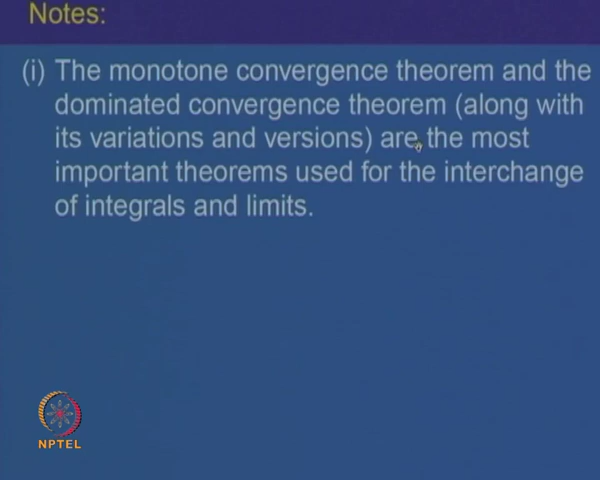 Notes:
(i) The monotone convergence theorem and the
dominated convergence theorem (along with
its variations and versions) are the most
important theorems used for the interchange
of integrals and limits.
NPTEL